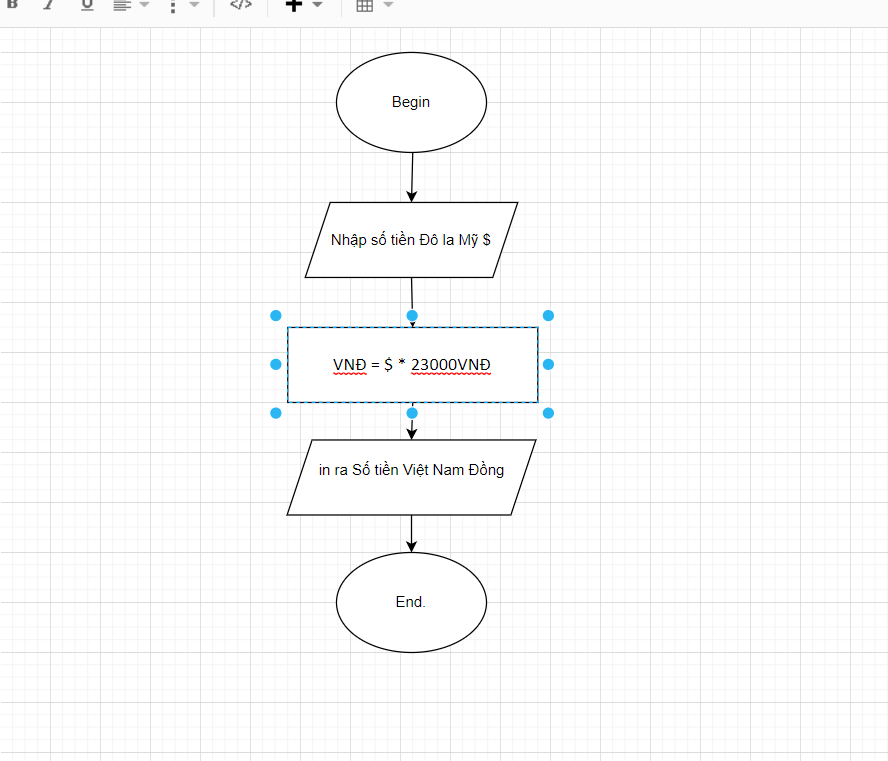 Begin
Nhập số tiền Đô la Mỹ $
VNĐ = $ * 23000VNĐ
in ra Số tiền Việt Nam Đồng
End.